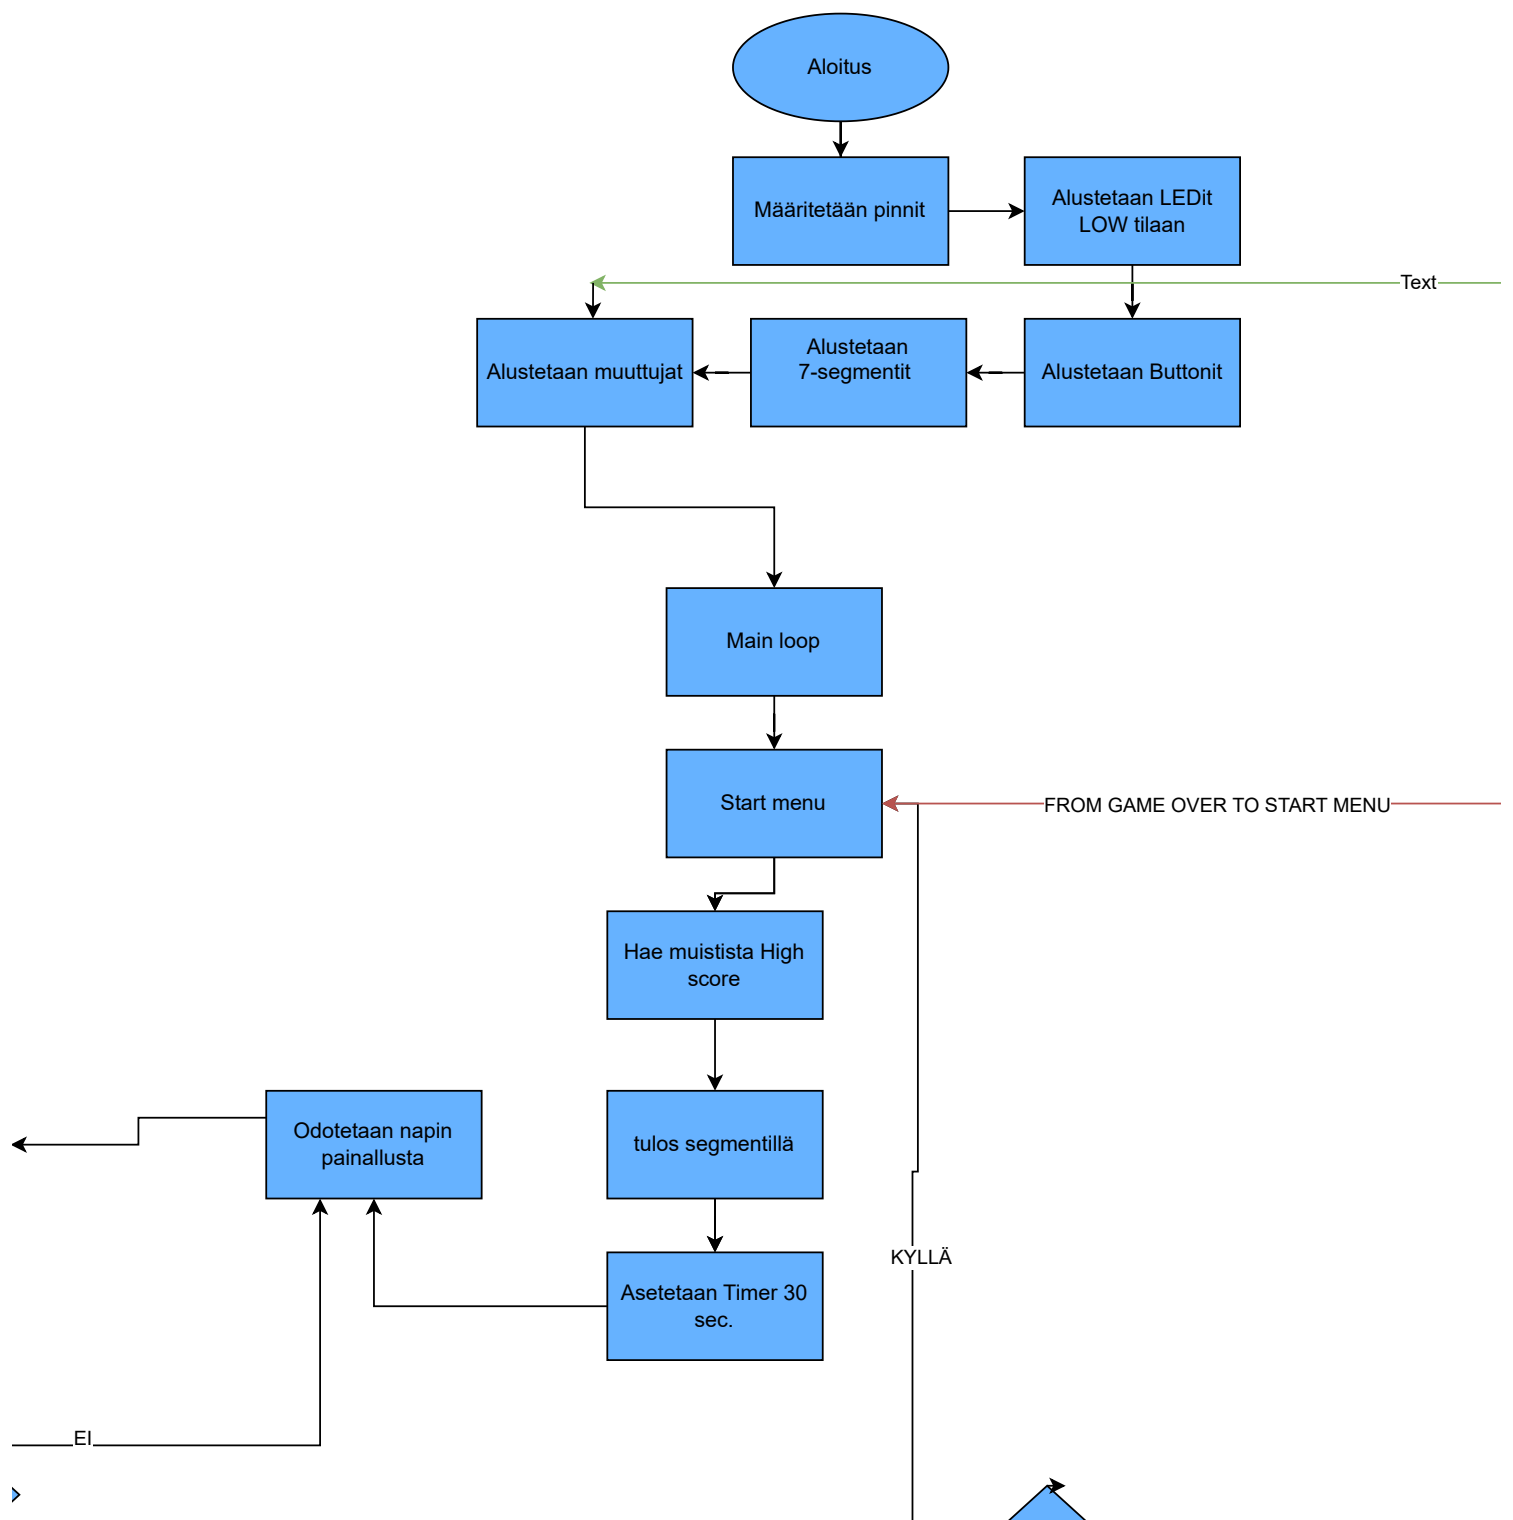 Aloitus
Määritetään pinnit
Alustetaan LEDit
LOW tilaan
Text
Alustetaan muuttujat
Alustetaan
7-segmentit
Alustetaan Buttonit
Main loop
Start menu
FROM GAME OVER TO START MENU
Hae muistista High
score
Odotetaan napin
painallusta
tulos segmentillä
KYLLÄ
Asetetaan Timer 30
sec.
EI